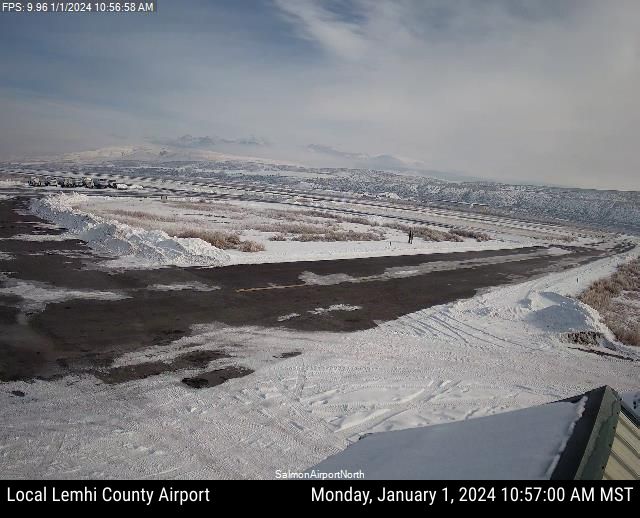 FPS: 9.96 1/1/2024 10:56:58 AM
SalmonAirportNorth
Local Lemhi County Airport Monday, January 1, 2024 10:57:00 AM MST